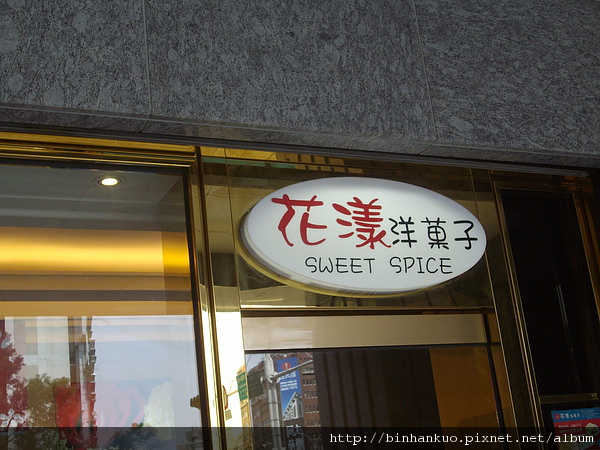 花漾洋菓子
SWEET SPICE
http://binhankuo.pixnet.net/album